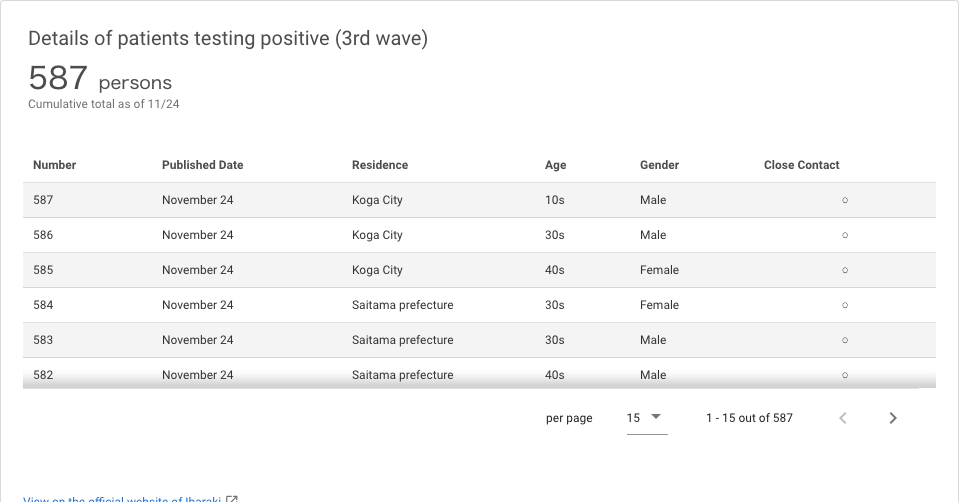 Details of patients testing positive (3rd wave)
587 persons
Cumulative total as of 11/24
Number Published Date Residence Age Gender Close Contact
587 November 24 Koga City 10s Male ○
586 November 24 Koga City 30s Male ○
585 November 24 Koga City 40s Female ○
584 November 24 Saitama prefecture 30s Female ○
583 November 24 Saitama prefecture 30s Male ○
582 November 24 Saitama prefecture 40s Male ○
per page 15 1 - 15 out of 587
View on the official website of Ibaraki